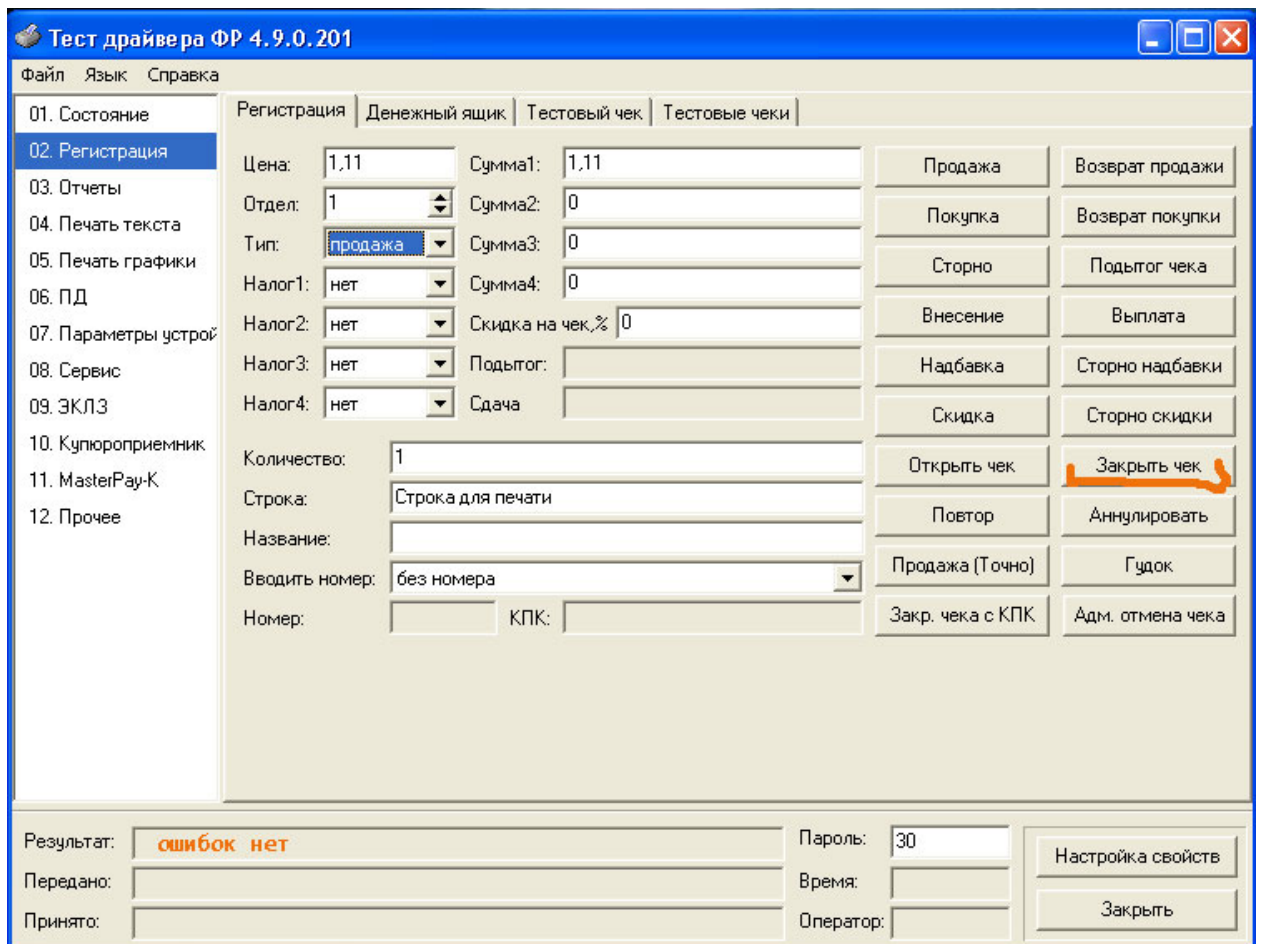 Тест драйвера ФР 4.9.0.201
Файл Язык Справка
01. Состояние
02. Регистрация
03. Отчеты
04. Печать текста
05. Печать графики
06. ПД
07. Параметры устрой
08. Сервис
09. ЭКЛЗ
10. Купюроприемник
11. MasterPay-K
12. Прочее
Регистрация Денежный ящик Тестовый чек Тестовые чеки
Цена: 1,11 Сумма1: 1,11 Продажа Возврат продажи
Отдел: 1 Сумма2: 0 Покупка Возврат покупки
Тип: продажа Сумма3: 0 Сторно Подытог чека
Налог1: нет Сумма4: 0 Внесение Выплата
Налог2: нет Скидка на чек,% 0 Надбавка Сторно надбавки
Налог3: нет Подытог: Скидка Сторно скидки
Налог4: нет Сдача
Количество: 1 Открыть чек Закрыть чек
Строка: Строка для печати Повтор Аннулировать
Название: Продажа (Точно) Гудок
Вводить номер: без номера
Номер: КПК: Закр. чека с КПК Адм. отмена чека
Результат: ошибок нет Пароль: 30 Настройка свойств
Передано: Время:
Принято: Оператор: Закрыть